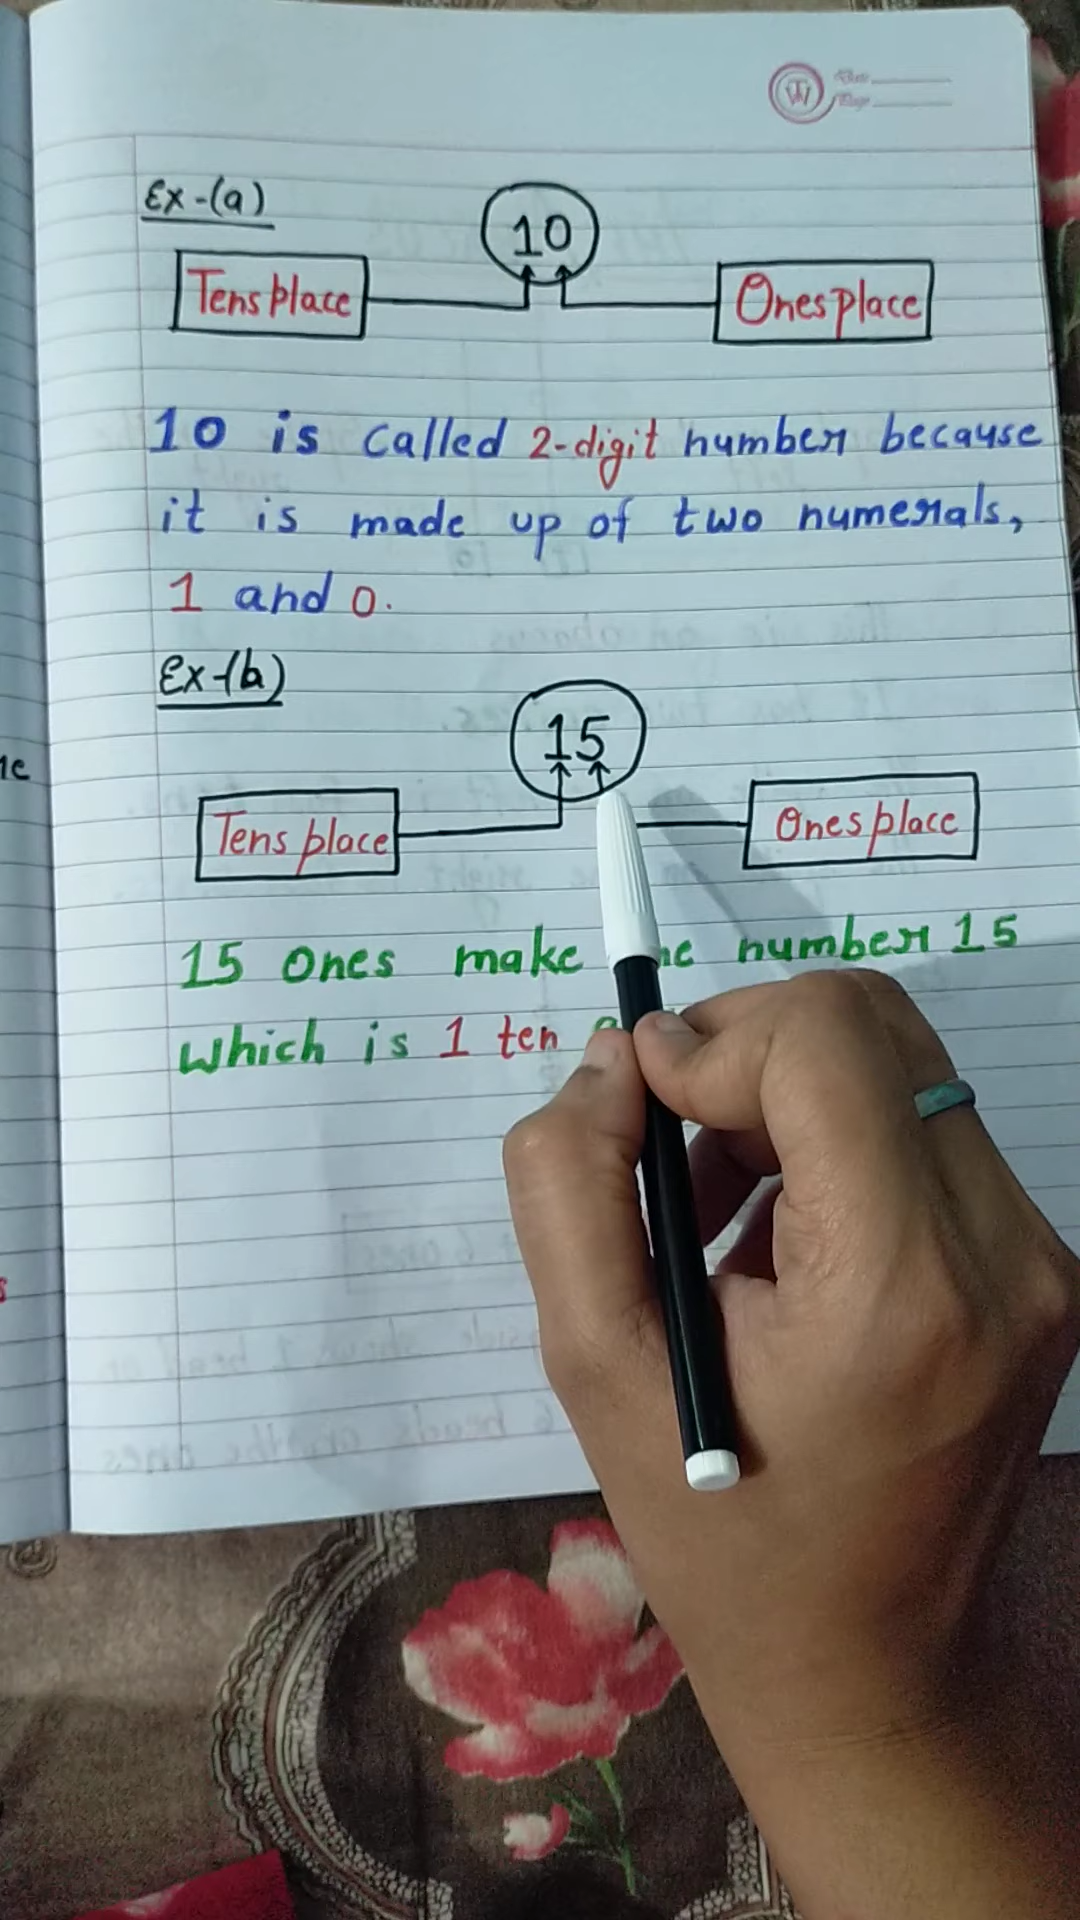 Date
Page
Ex-(a)
10
Tens place
Ones place
10 is called 2-digit number because
it is made up of two numerals,
1 and 0.
Ex-(b)
15
Tens place
Ones place
15 ones make number 15
which is 1 ten